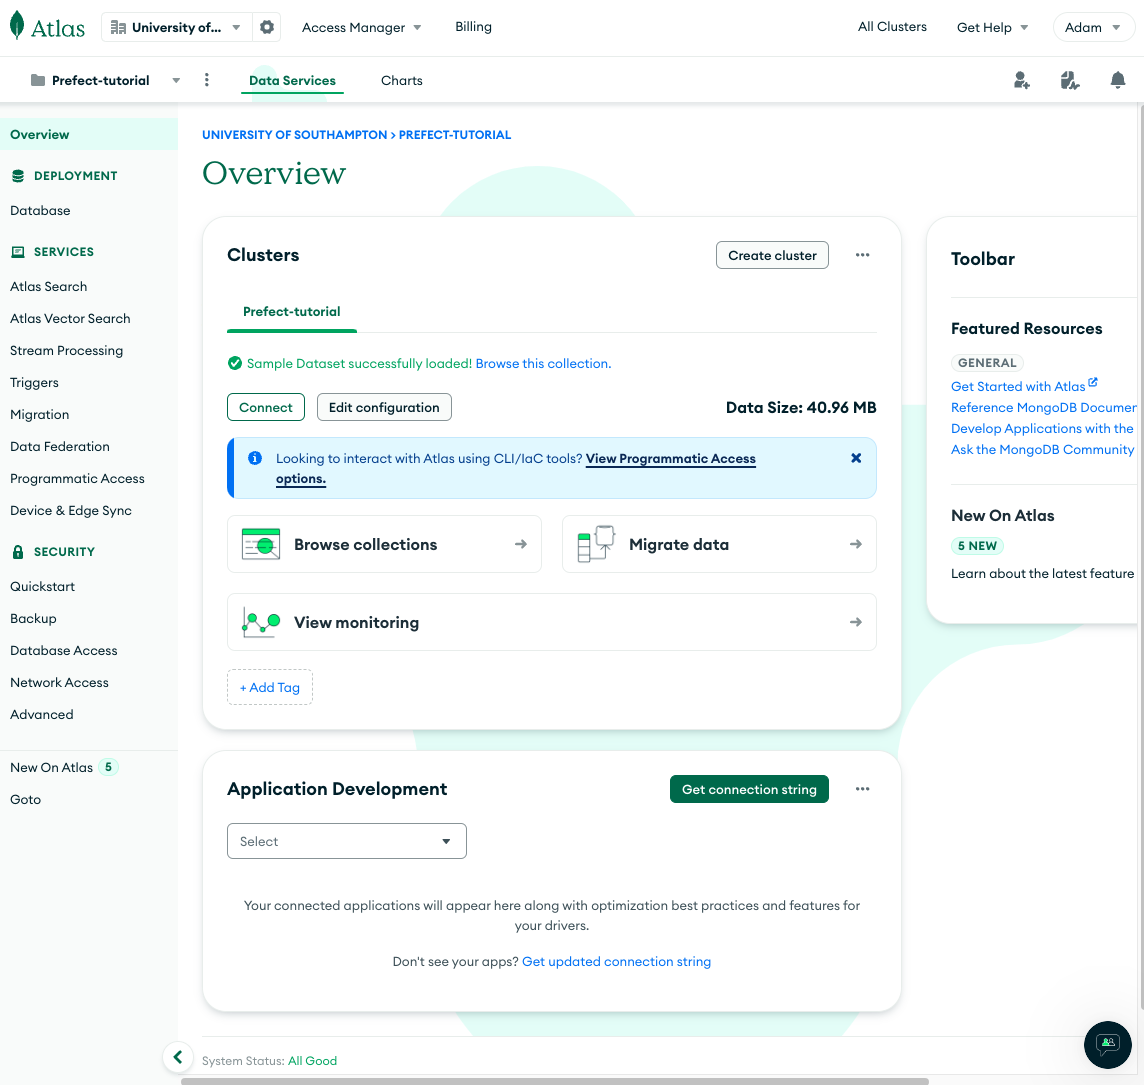 Atlas
University of...
Access Manager
Billing
All Clusters
Get Help
Adam
Prefect-tutorial
Data Services
Charts
Overview
DEPLOYMENT
Database
SERVICES
Atlas Search
Atlas Vector Search
Stream Processing
Triggers
Migration
Data Federation
Programmatic Access
Device & Edge Sync
SECURITY
Quickstart
Backup
Database Access
Network Access
Advanced
New On Atlas 5
Goto
UNIVERSITY OF SOUTHAMPTON > PREFECT-TUTORIAL
Overview
Clusters
Create cluster
Prefect-tutorial
Sample Dataset successfully loaded! Browse this collection.
Connect
Edit configuration
Data Size: 40.96 MB
Looking to interact with Atlas using CLI/IaC tools? View Programmatic Access
options.
Browse collections
Migrate data
View monitoring
+ Add Tag
Application Development
Get connection string
Select
Your connected applications will appear here along with optimization best practices and features for
your drivers.
Don't see your apps? Get updated connection string
System Status: All Good
Toolbar
Featured Resources
GENERAL
Get Started with Atlas
Reference MongoDB Documen
Develop Applications with the
Ask the MongoDB Community
New On Atlas
5 NEW
Learn about the latest feature